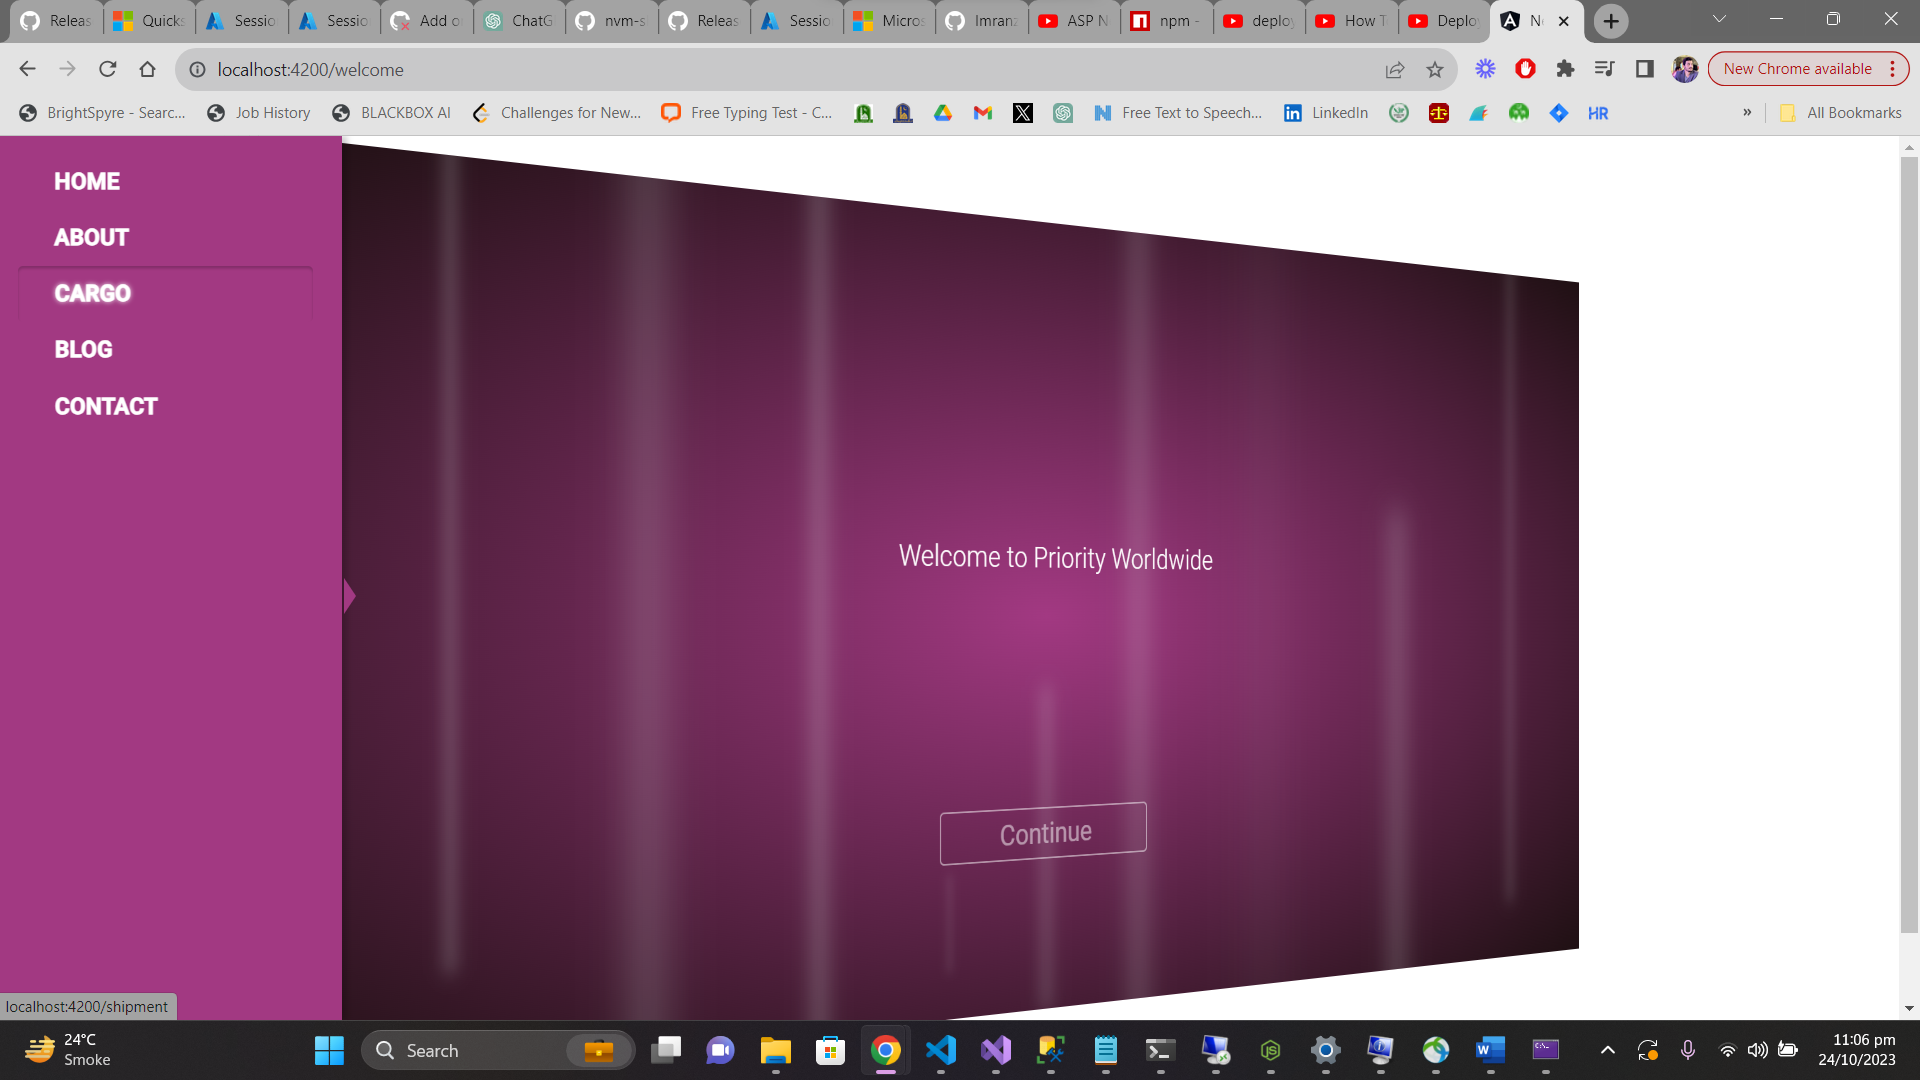 Releas
Quicks
Sessio
Sessio
Add o
ChatG
nvm-s
Releas
Sessio
Micros
Imran
ASP N
npm -
deploy
How T
Deplo
N
localhost:4200/welcome
New Chrome available
BrightSpyre - Searc...
Job History
BLACKBOX AI
Challenges for New...
Free Typing Test - C...
Free Text to Speech...
LinkedIn
HR
»
All Bookmarks
HOME
ABOUT
CARGO
BLOG
CONTACT
Welcome to Priority Worldwide
Continue
localhost:4200/shipment
24°C
Smoke
Search
11:06 pm
24/10/2023